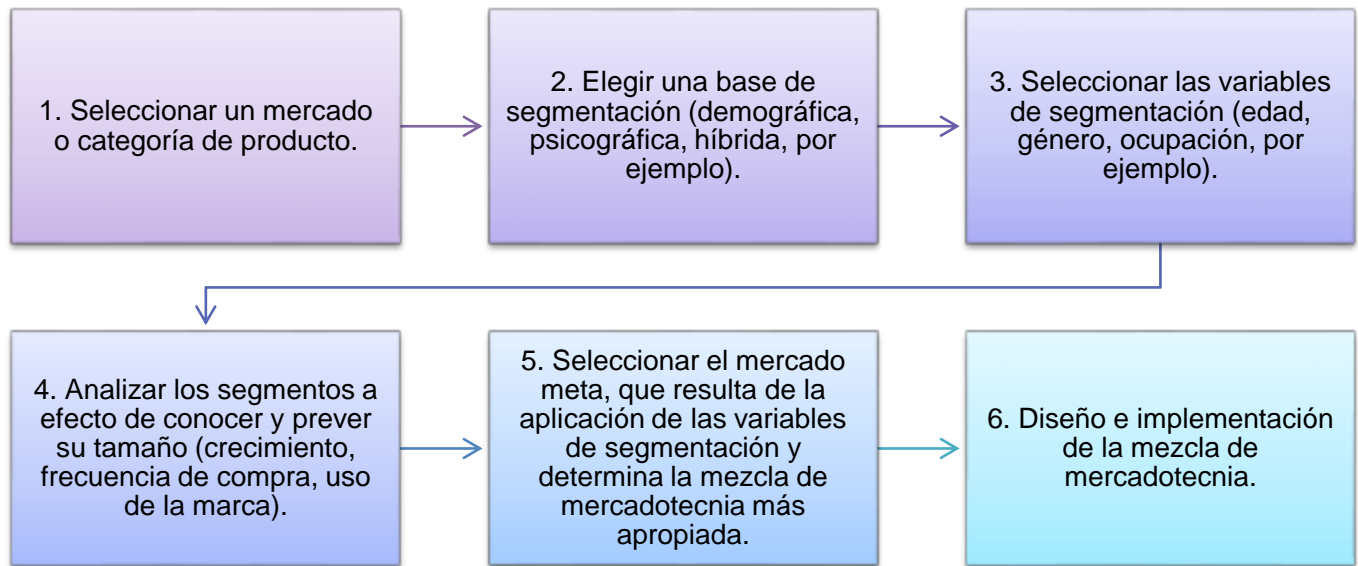 1. Seleccionar un mercado
o categoría de producto.
2. Elegir una base de
segmentación (demográfica,
psicográfica, híbrida, por
ejemplo).
3. Seleccionar las variables
de segmentación (edad,
género, ocupación, por
ejemplo).
4. Analizar los segmentos a
efecto de conocer y prever
su tamaño (crecimiento,
frecuencia de compra, uso
de la marca).
5. Seleccionar el mercado
meta, que resulta de la
aplicación de las variables
de segmentación y
determina la mezcla de
mercadotecnia más
apropiada.
6. Diseño e implementación
de la mezcla de
mercadotecnia.